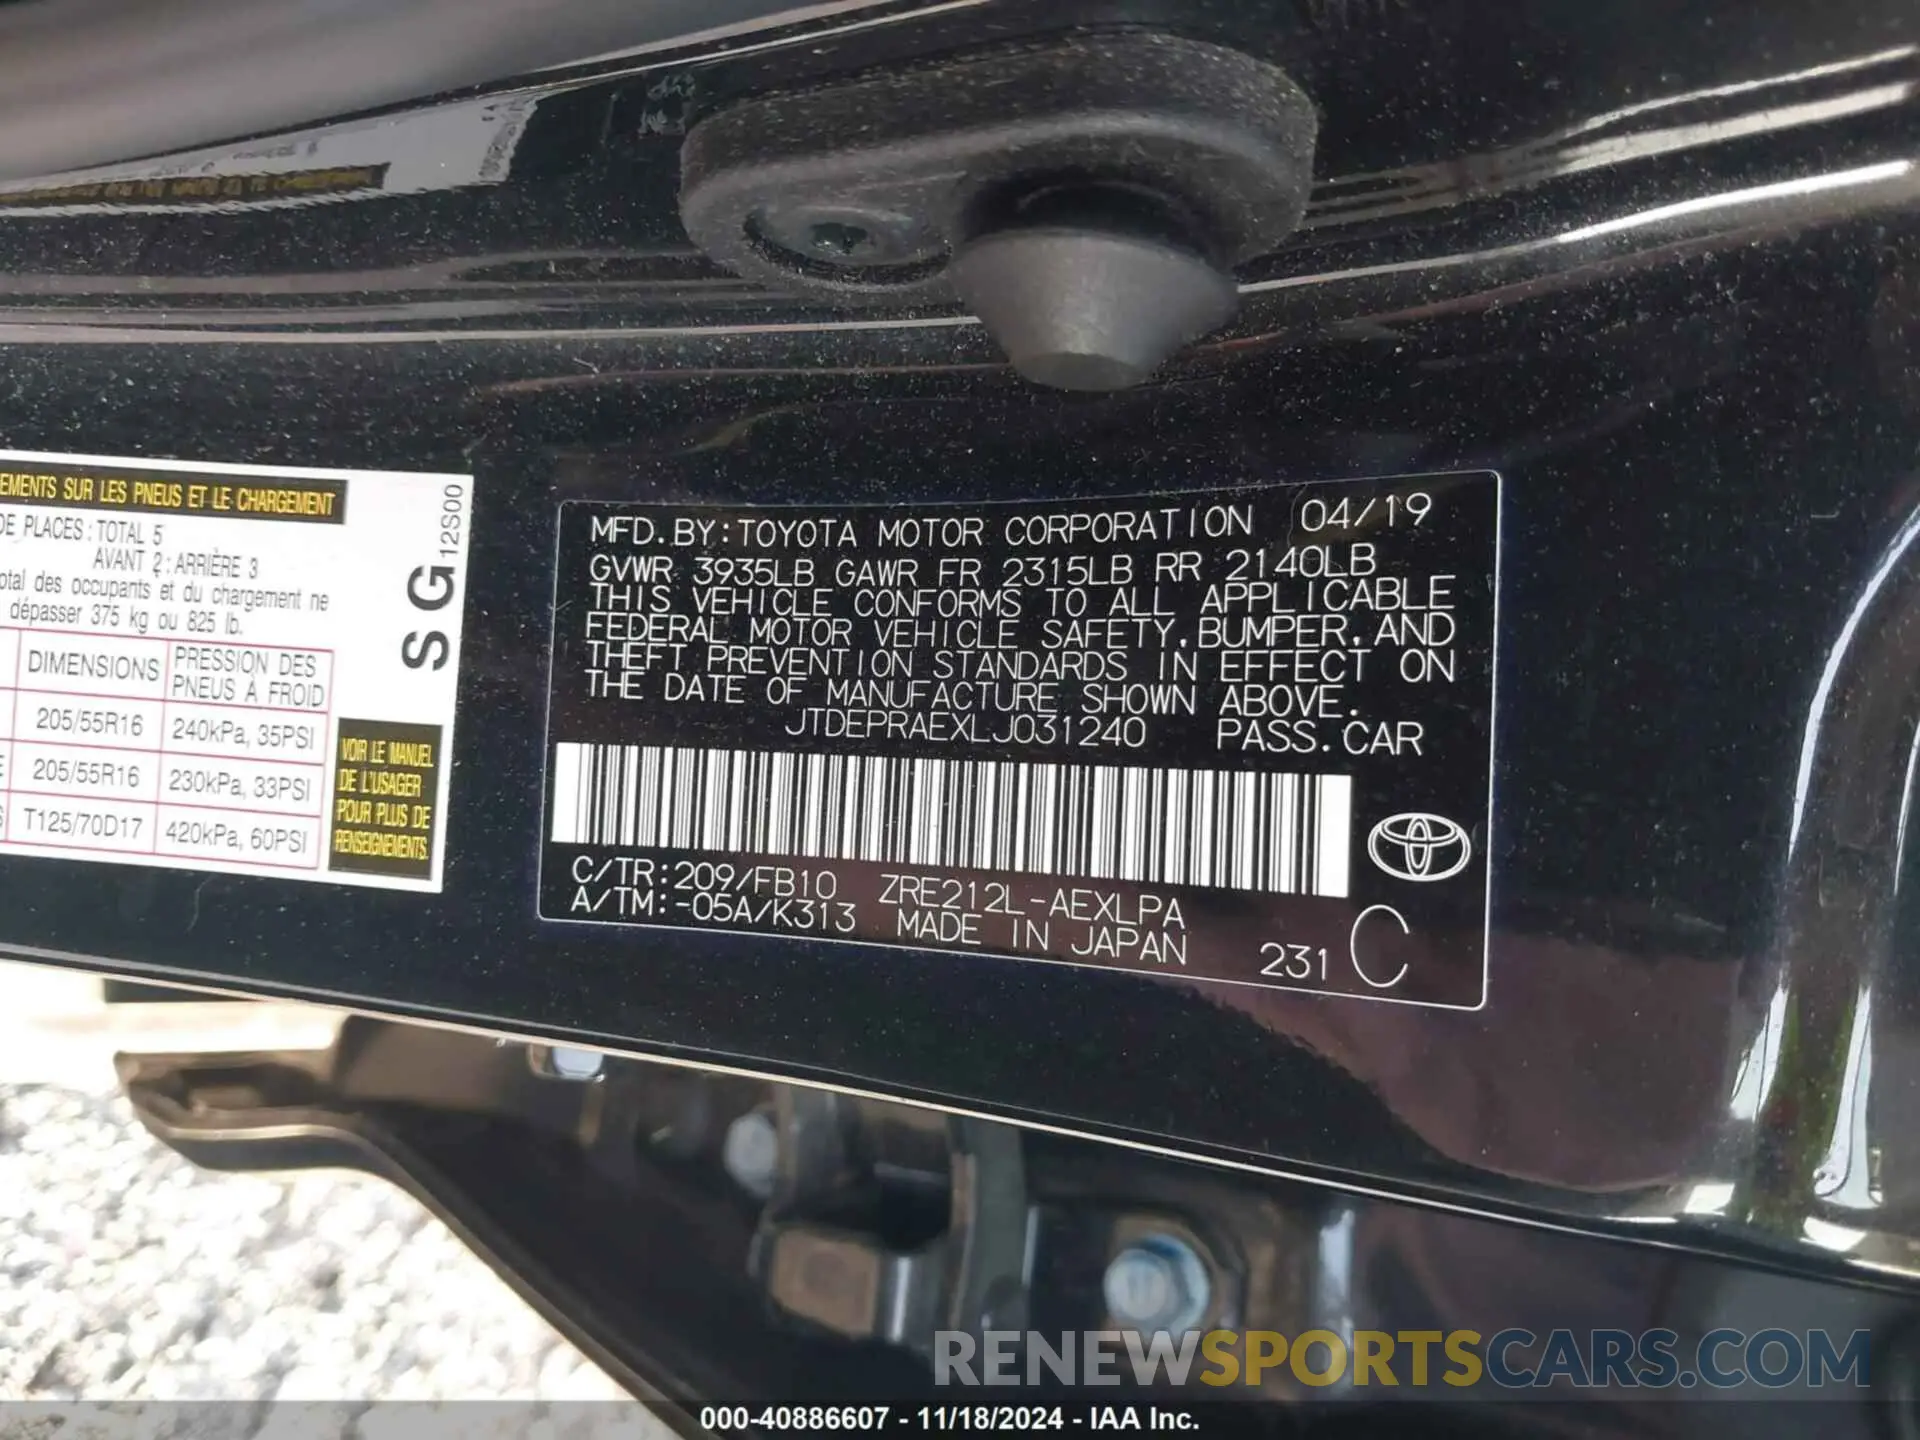 EMENTS SUR LES PNEUS ET LE CHARGEMENT
DE PLACES : TOTAL 5
AVANT 2 : ARRIÈRE 3
otal des occupants et du chargement ne
dépasser 375 kg ou 825 lb.
DIMENSIONS PRESSION DES PNEUS À FROID
205/55R16 240kPa, 35PSI
205/55R16 230kPa, 33PSI
T125/70D17 420kPa, 60PSI
VOIR LE MANUEL
DE L'USAGER
POUR PLUS DE
RENSEIGNEMENTS.
SG12S00
MFD.BY:TOYOTA MOTOR CORPORATION 04/19
GVWR 3935LB GAWR FR 2315LB RR 2140LB
THIS VEHICLE CONFORMS TO ALL APPLICABLE
FEDERAL MOTOR VEHICLE SAFETY,BUMPER,AND
THEFT PREVENTION STANDARDS IN EFFECT ON
THE DATE OF MANUFACTURE SHOWN ABOVE.
JTDEPRAEXLJ031240 PASS.CAR
C/TR:209/FB10 ZRE212L-AEXLPA
A/TM:-05A/K313 MADE IN JAPAN 231 C
RENEWSPORTSCARS.COM
000-40886607 - 11/18/2024 - IAA Inc.